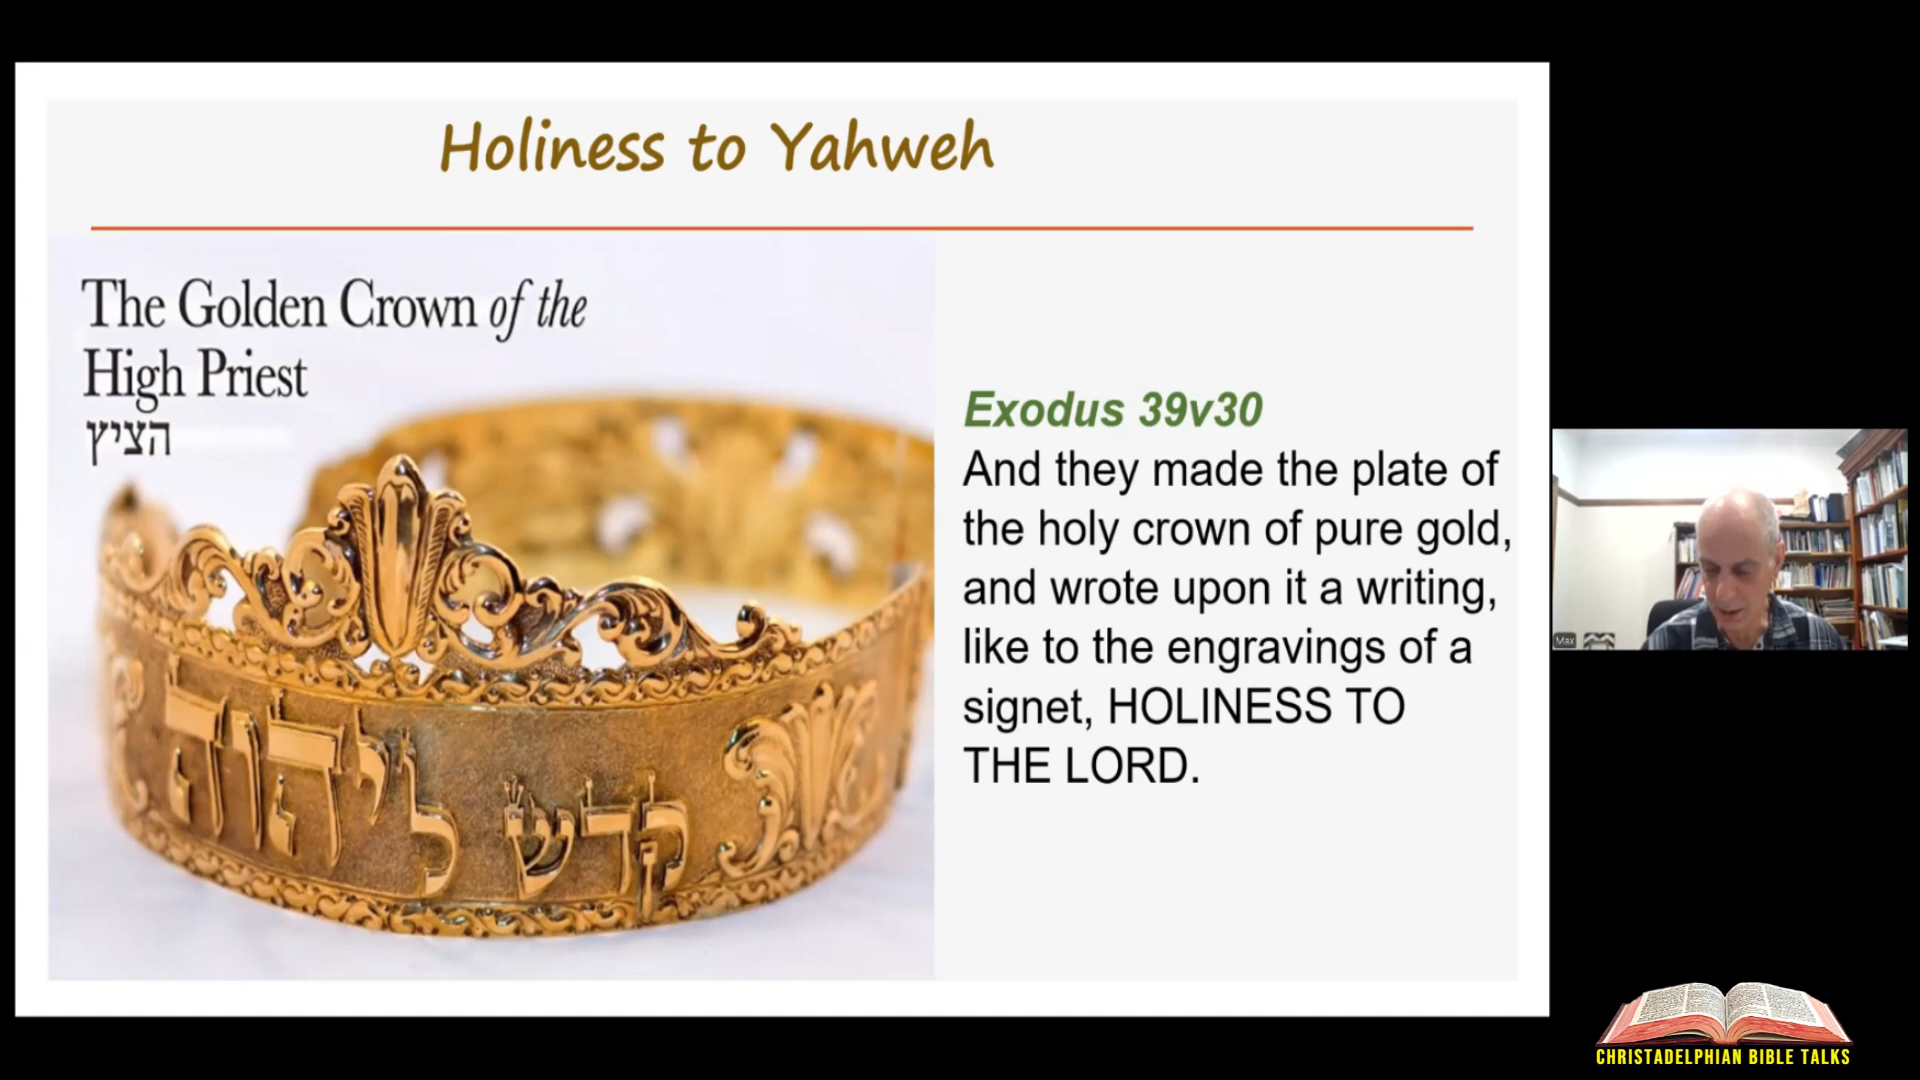 Holiness to Yahweh
The Golden Crown of the
High Priest
הציץ
קדש ליהוה
Exodus 39v30
And they made the plate of
the holy crown of pure gold,
and wrote upon it a writing,
like to the engravings of a
signet, HOLINESS TO
THE LORD.
Max
CHRISTADELPHIAN BIBLE TALKS